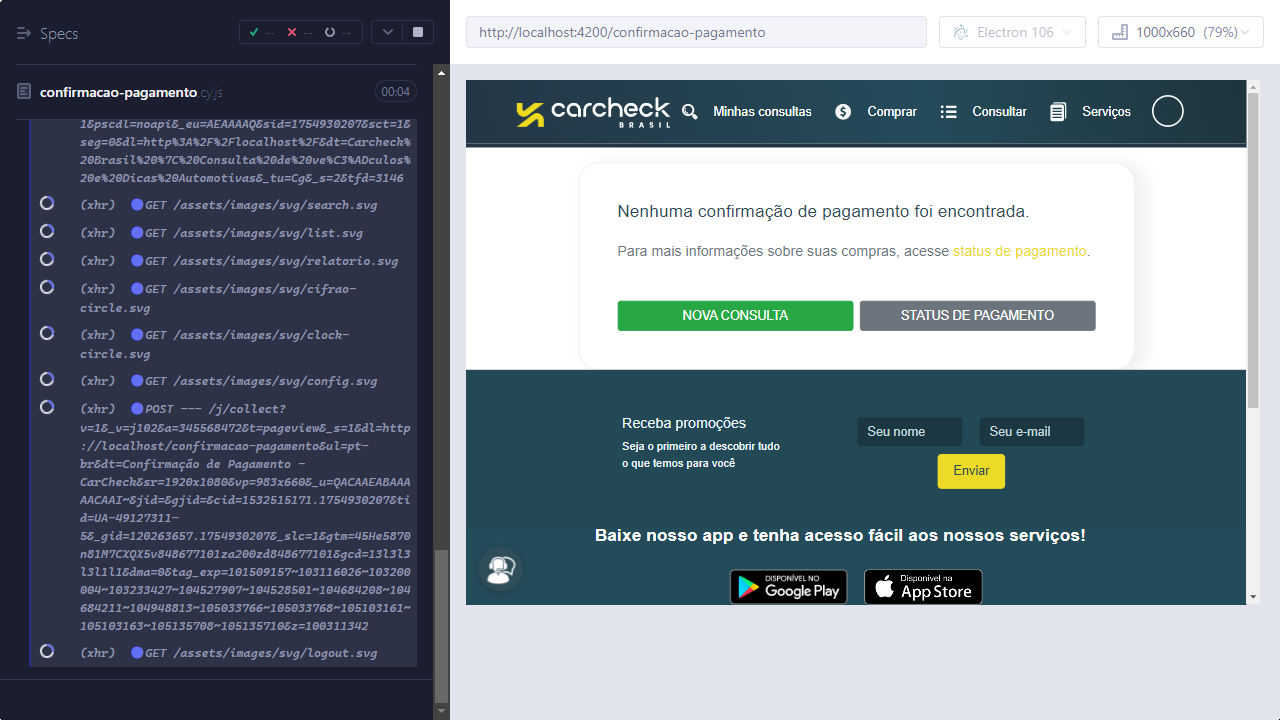 Specs
--
--
--
http://localhost:4200/confirmacao-pagamento
Electron 106
1000x660 (79%)
confirmacao-pagamento.cy.js
00:04
1&pscdl=noapi&_eu=AEAAAAQ&sid=1754930207&sct=1&
seg=0&dl=http%3A%2F%2Flocalhost%2F&dt=Carcheck%
20Brasil%20%7C%20Consulta%20de%20ve%C3%ADculos%
20e%20Dicas%20Automotivas&_tu=Cg&_s=2&tfd=3146
(xhr) GET /assets/images/svg/search.svg
(xhr) GET /assets/images/svg/list.svg
(xhr) GET /assets/images/svg/relatorio.svg
(xhr) GET /assets/images/svg/cifrao-
circle.svg
(xhr) GET /assets/images/svg/clock-
circle.svg
(xhr) GET /assets/images/svg/config.svg
(xhr) POST --- /j/collect?
v=1&_v=j102&a=345568472&t=pageview&_s=1&dl=http
://localhost/confirmacao-pagamento&ul=pt-
br&dt=Confirmação de Pagamento -
CarCheck&sr=1920x1080&vp=983x660&_u=QACAAEABAAA
AACAAI~&jid=&gjid=&cid=1532515171.1754930207&ti
d=UA-49127311-
5&_gid=120263657.1754930207&_slc=1&gtm=45He5870
n81M7CXQX5v848677101za200zd848677101&gcd=13l3l3
l3l1l1&dma=0&tag_exp=101509157~103116026~103200
004~103233427~104527907~104528501~104684208~104
684211~104948813~105033766~105033768~105103161~
105103163~105135708~105135710&z=100311342
(xhr) GET /assets/images/svg/logout.svg
carcheck
BRASIL
Minhas consultas
Comprar
Consultar
Serviços
Nenhuma confirmação de pagamento foi encontrada.
Para mais informações sobre suas compras, acesse status de pagamento.
NOVA CONSULTA
STATUS DE PAGAMENTO
Receba promoções
Seja o primeiro a descobrir tudo
o que temos para você
Seu nome
Seu e-mail
Enviar
Baixe nosso app e tenha acesso fácil aos nossos serviços!
DISPONÍVEL NO
Google Play
Disponível na
App Store